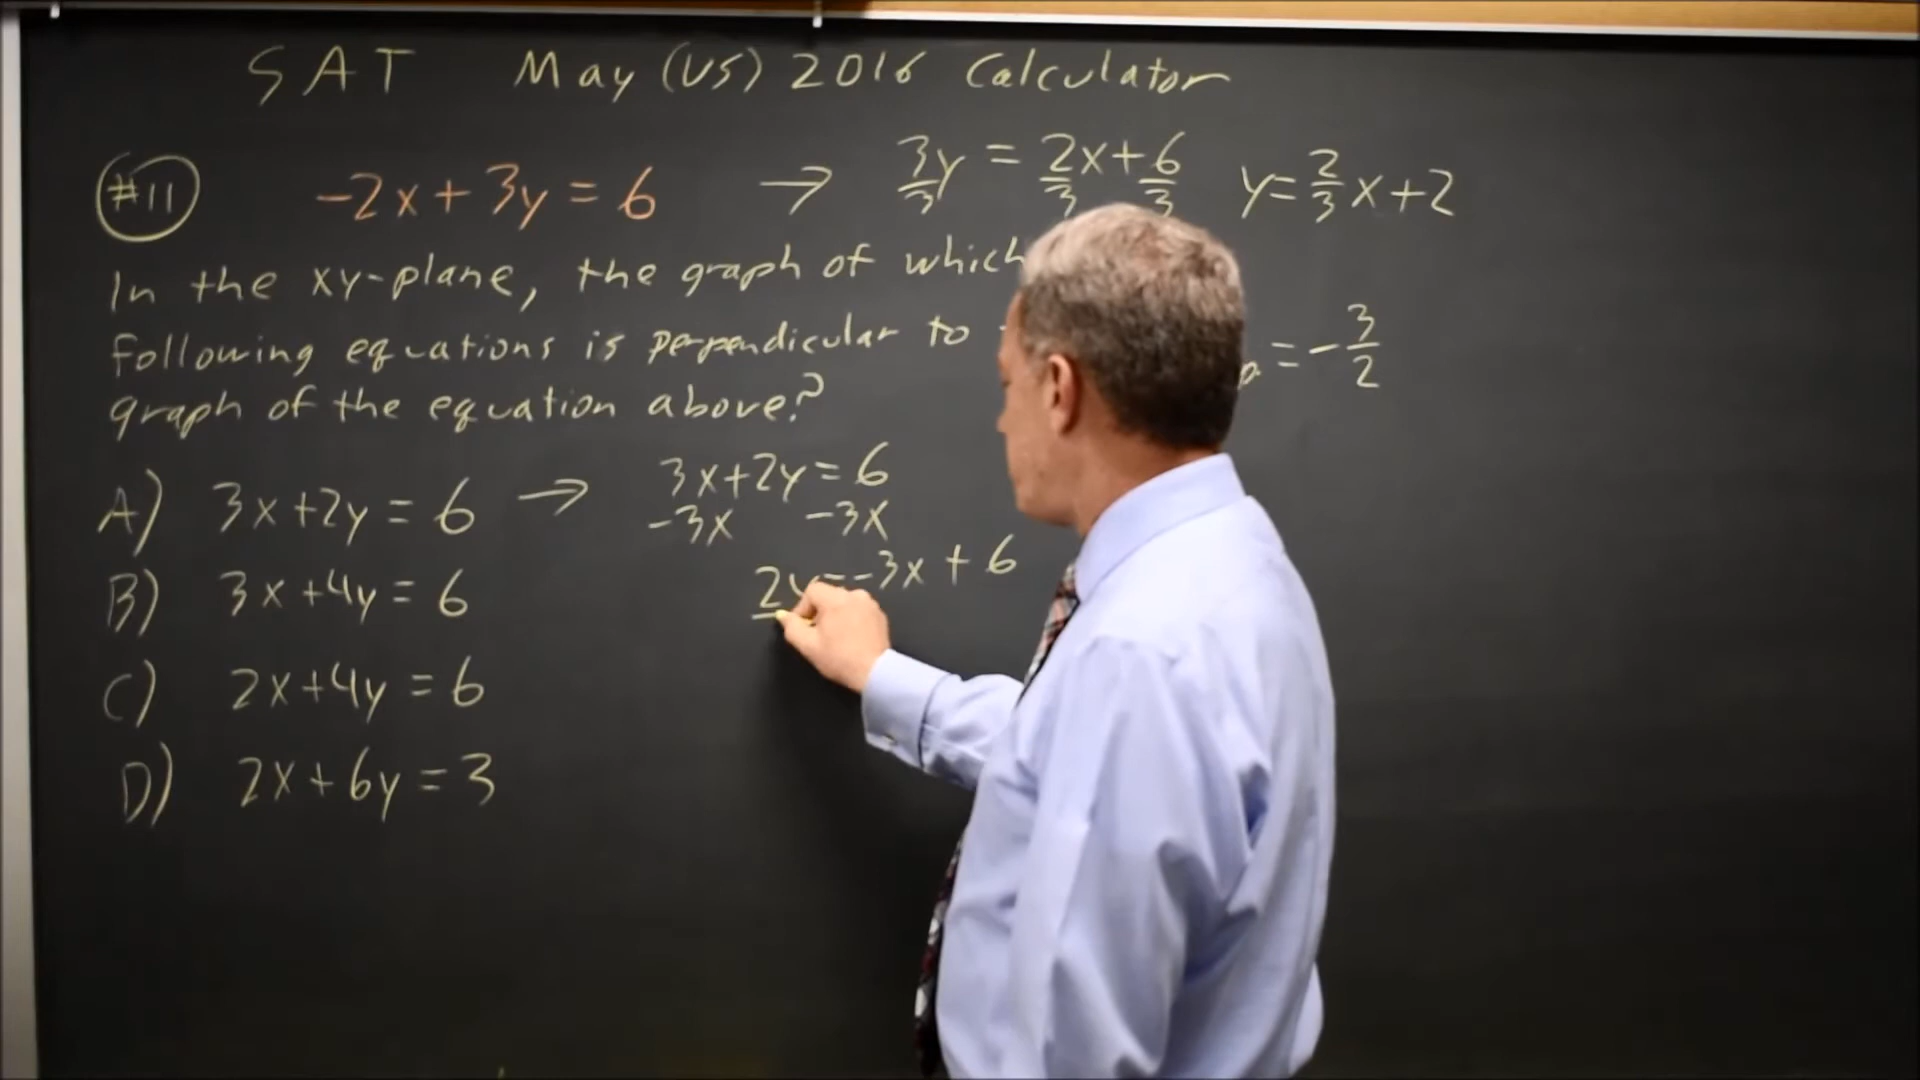 SAT May (US) 2016 Calculator
#11 -2x+3y=6 → 3y/3 = 2x/3 + 6/3 y=2/3x+2
In the xy-plane, the graph of which
following equations is perpendicular to
= -3/2
graph of the equation above?
A) 3x+2y=6 → 3x+2y=6
-3x -3x
2y=-3x+6
B) 3x+4y=6
C) 2x+4y=6
D) 2x+6y=3